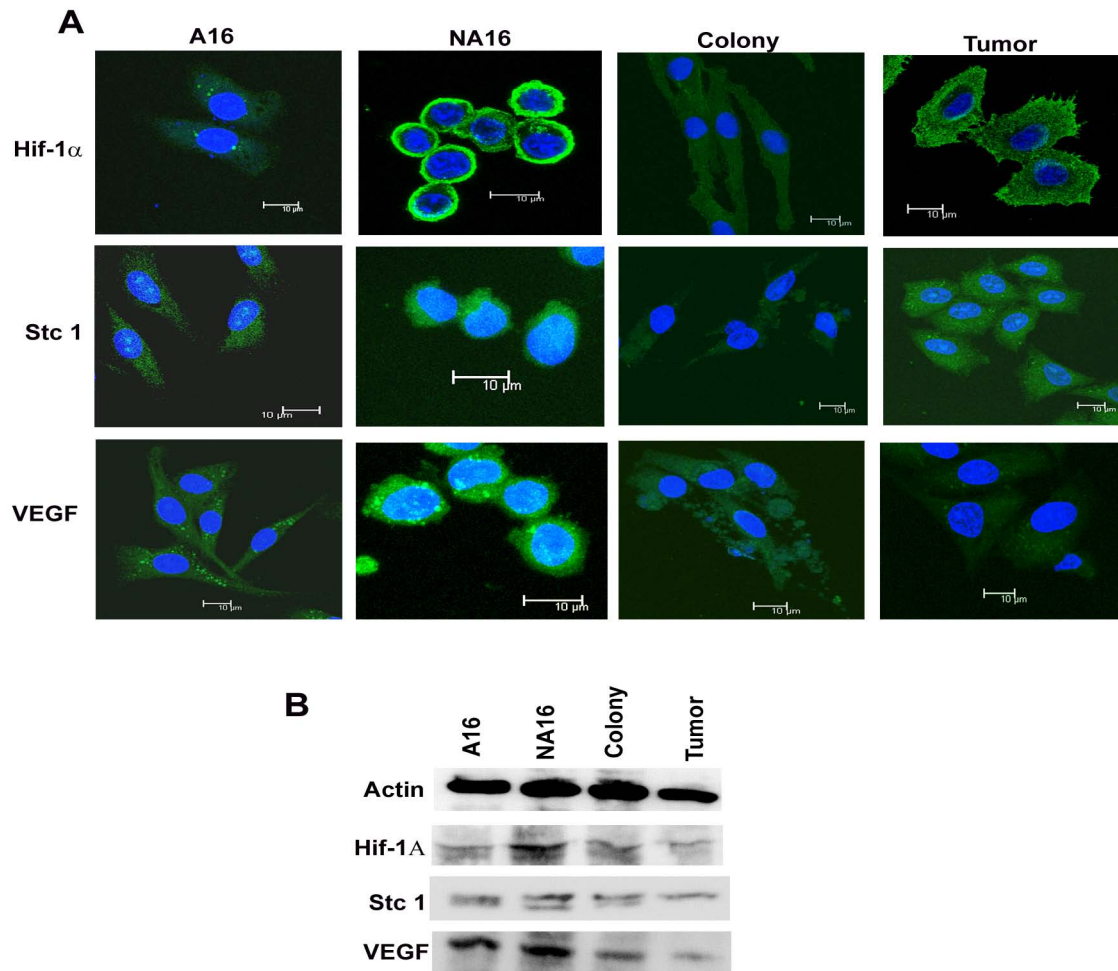 A
A16 NA16 Colony Tumor
Hif-1α
10 µm 10 µm 10 µm 10 µm
Stc 1
10 µm 10 µm 10 µm 10 µm
VEGF
10 µm 10 µm 10 µm 10 µm
B
A16 NA16 Colony Tumor
Actin
Hif-1A
Stc 1
VEGF